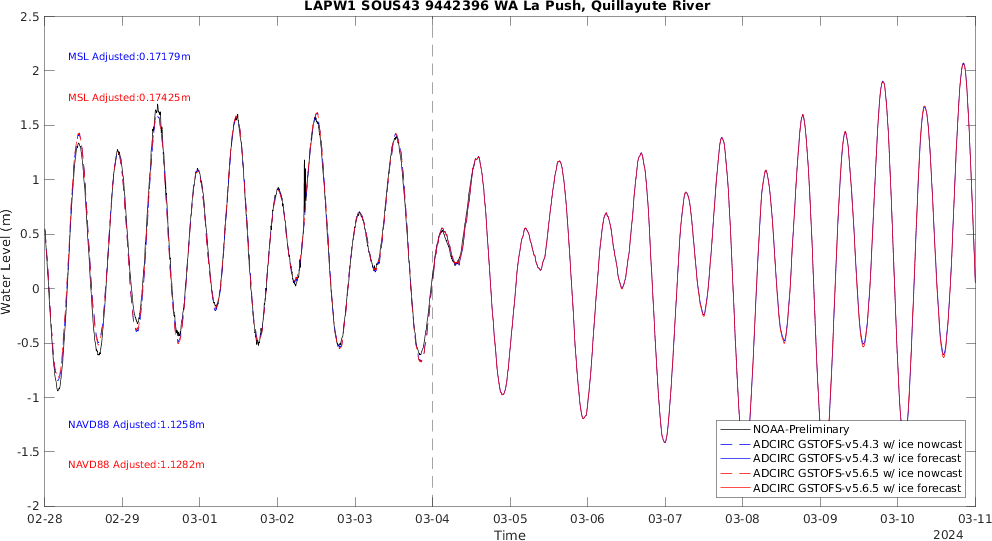 LAPW1 SOUS43 9442396 WA La Push, Quillayute River
2.5
2
1.5
1
0.5
0
-0.5
-1
-1.5
-2
Water Level (m)
MSL Adjusted:0.17179m
MSL Adjusted:0.17425m
NAVD88 Adjusted:1.1258m
NAVD88 Adjusted:1.1282m
NOAA-Preliminary
ADCIRC GSTOFS-v5.4.3 w/ ice nowcast
ADCIRC GSTOFS-v5.4.3 w/ ice forecast
ADCIRC GSTOFS-v5.6.5 w/ ice nowcast
ADCIRC GSTOFS-v5.6.5 w/ ice forecast
02-28 02-29 03-01 03-02 03-03 03-04 03-05 03-06 03-07 03-08 03-09 03-10 03-11
Time
2024